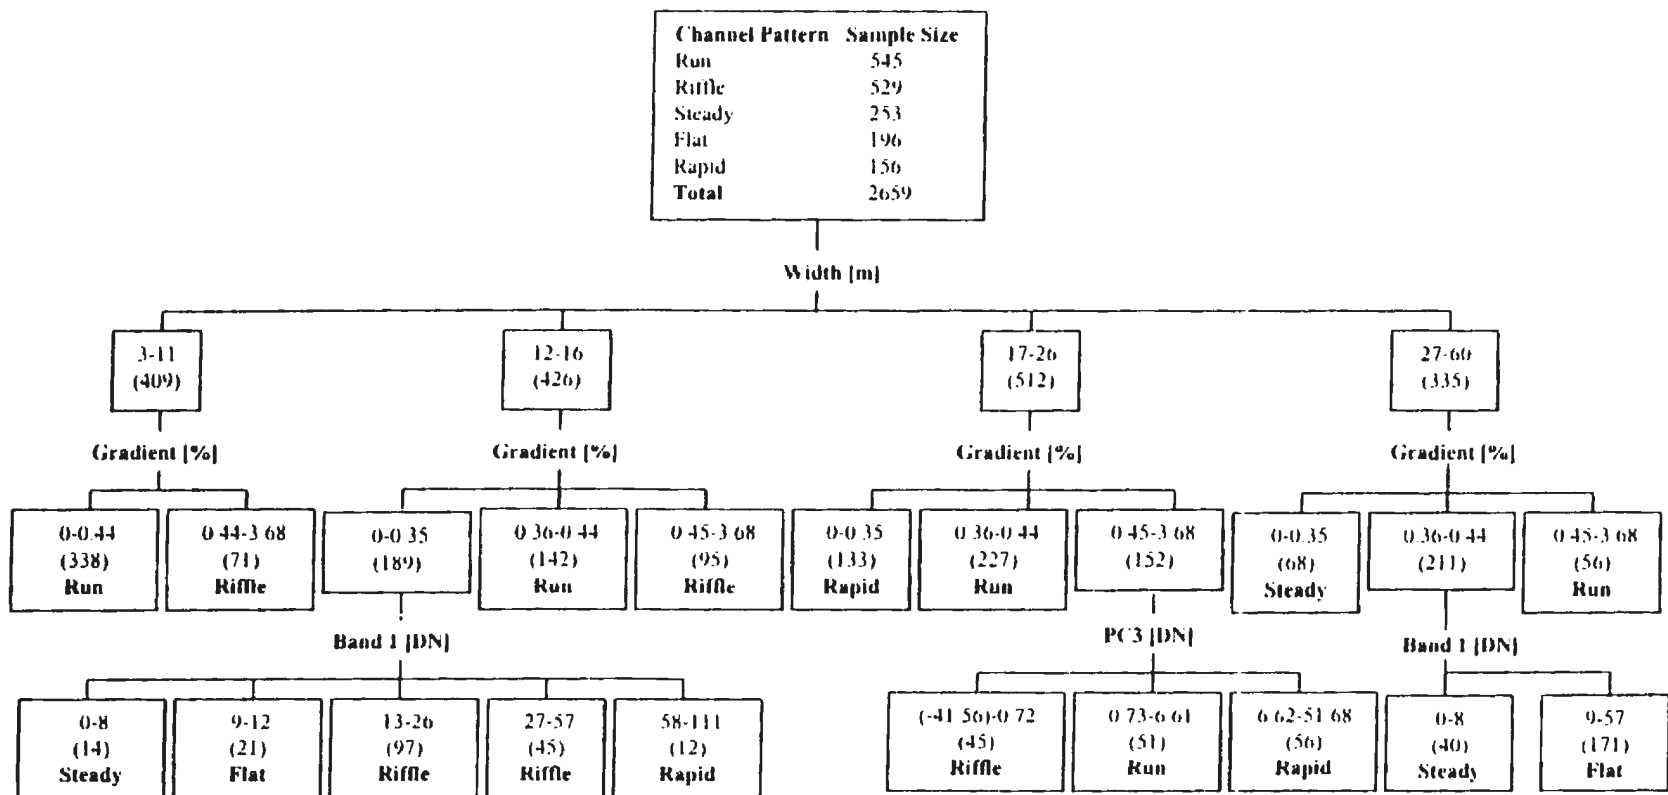 Channel Pattern Sample Size
Run 545
Riffle 529
Steady 253
Flat 196
Rapid 156
Total 2659
Width [m]
3-11
(409)
12-16
(426)
17-26
(512)
27-60
(335)
Gradient [%]
Gradient [%]
Gradient [%]
Gradient [%]
0-0.44
(338)
Run
0.44-3.68
(71)
Riffle
0-0.35
(189)
0.36-0.44
(142)
Run
0.45-3.68
(95)
Riffle
0-0.35
(133)
Rapid
0.36-0.44
(227)
Run
0.45-3.68
(152)
0-0.35
(68)
Steady
0.36-0.44
(211)
0.45-3.68
(56)
Run
Band 1 [DN]
PC3 [DN]
Band 1 [DN]
0-8
(14)
Steady
9-12
(21)
Flat
13-26
(97)
Riffle
27-57
(45)
Riffle
58-111
(12)
Rapid
(-41.56)-0.72
(45)
Riffle
0.73-6.61
(51)
Run
6.62-51.68
(56)
Rapid
0-8
(40)
Steady
9-57
(171)
Flat